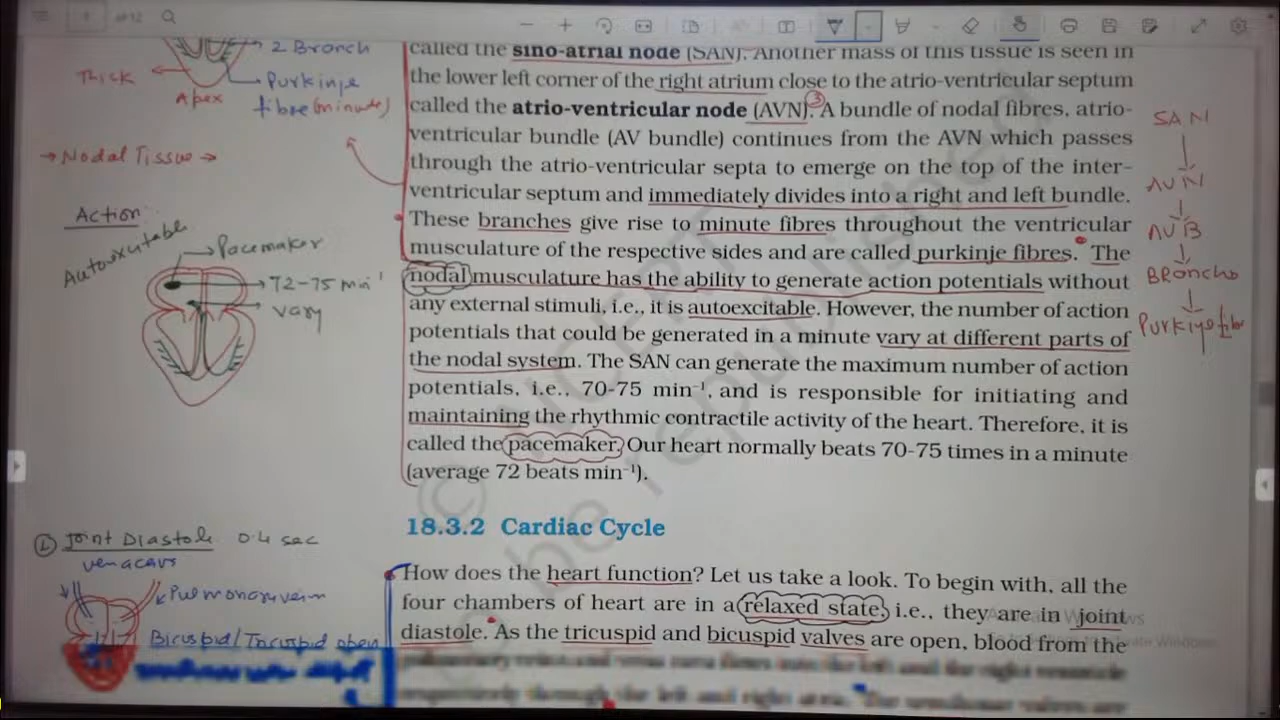 of 12
2 Branch
Thick
Apex
Purkinje
fibre(minute)
→Nodal Tissue→
Action
Autoexcitable
Pacemaker
72-75 min⁻¹
vary
called the sino-atrial node (SAN). Another mass of this tissue is seen in
the lower left corner of the right atrium close to the atrio-ventricular septum
called the atrio-ventricular node (AVN).③ A bundle of nodal fibres, atrio-
ventricular bundle (AV bundle) continues from the AVN which passes
through the atrio-ventricular septa to emerge on the top of the inter-
ventricular septum and immediately divides into a right and left bundle.
These branches give rise to minute fibres throughout the ventricular
musculature of the respective sides and are called purkinje fibres. The
nodal musculature has the ability to generate action potentials without
any external stimuli, i.e., it is autoexcitable. However, the number of action
potentials that could be generated in a minute vary at different parts of
the nodal system. The SAN can generate the maximum number of action
potentials, i.e., 70-75 min⁻¹, and is responsible for initiating and
maintaining the rhythmic contractile activity of the heart. Therefore, it is
called the pacemaker. Our heart normally beats 70-75 times in a minute
(average 72 beats min⁻¹).
SAN
AVN
AVB
Branches
18.3.2 Cardiac Cycle
Joint Diastole 0.4 sec
venacavs
Pulmonary vein
Bicuspid/Tricuspid open
How does the heart function? Let us take a look. To begin with, all the
four chambers of heart are in a relaxed state, i.e., they are in joint
diastole. As the tricuspid and bicuspid valves are open, blood from the